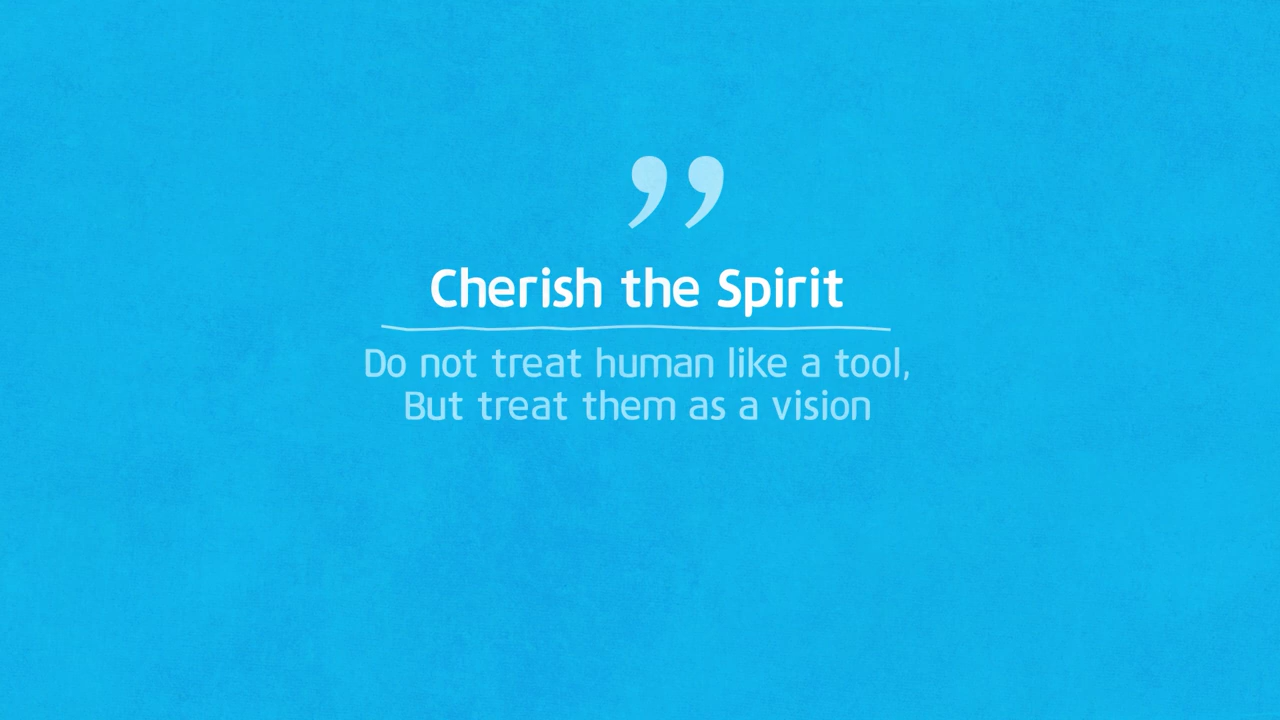 ”
Cherish the Spirit
Do not treat human like a tool,
But treat them as a vision